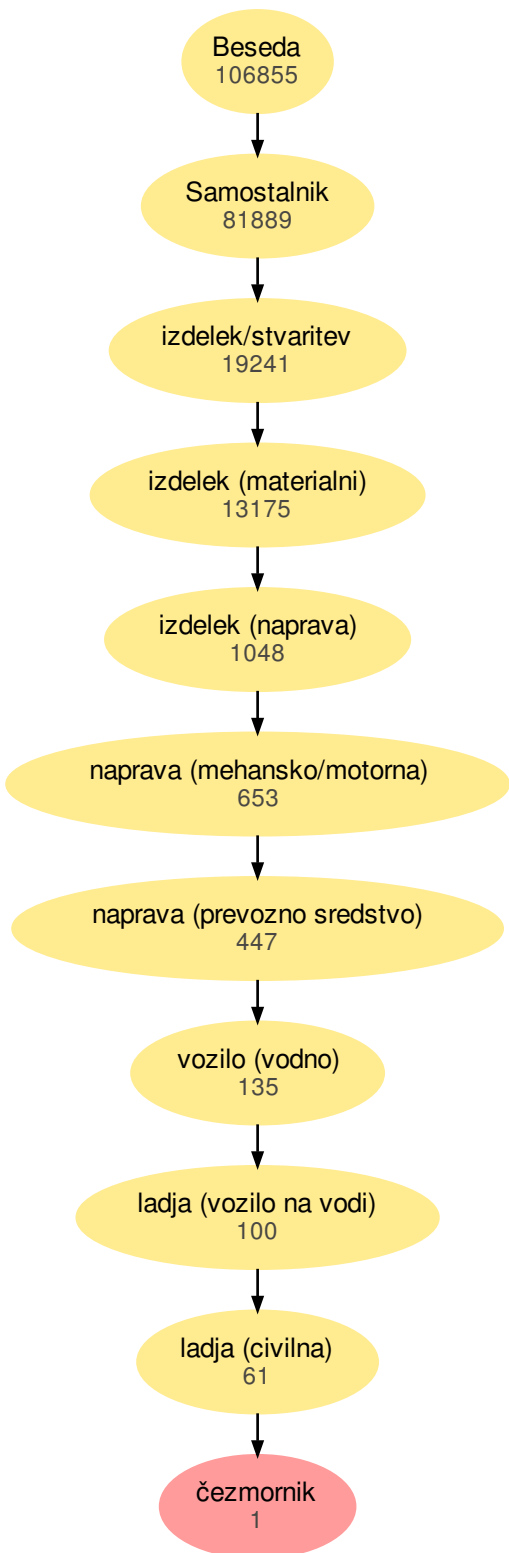 Beseda
106855
Samostalnik
81889
izdelek/stvaritev
19241
izdelek (materialni)
13175
izdelek (naprava)
1048
naprava (mehansko/motorna)
653
naprava (prevozno sredstvo)
447
vozilo (vodno)
135
ladja (vozilo na vodi)
100
ladja (civilna)
61
čezmornik
1